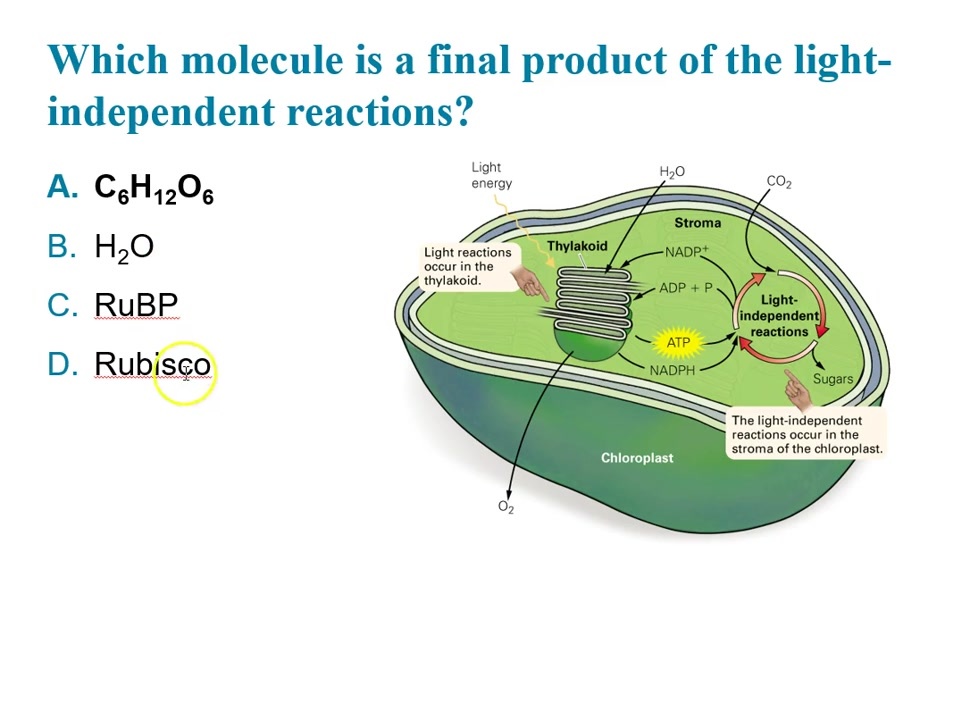 Which molecule is a final product of the light-
independent reactions?
A. C₆H₁₂O₆
B. H₂O
C. RuBP
D. Rubisco
Light
energy
H₂O
CO₂
Stroma
Thylakoid
Light reactions
occur in the
thylakoid.
NADP⁺
ADP + P
ATP
NADPH
Light-
independent
reactions
Sugars
The light-independent
reactions occur in the
stroma of the chloroplast.
Chloroplast
O₂